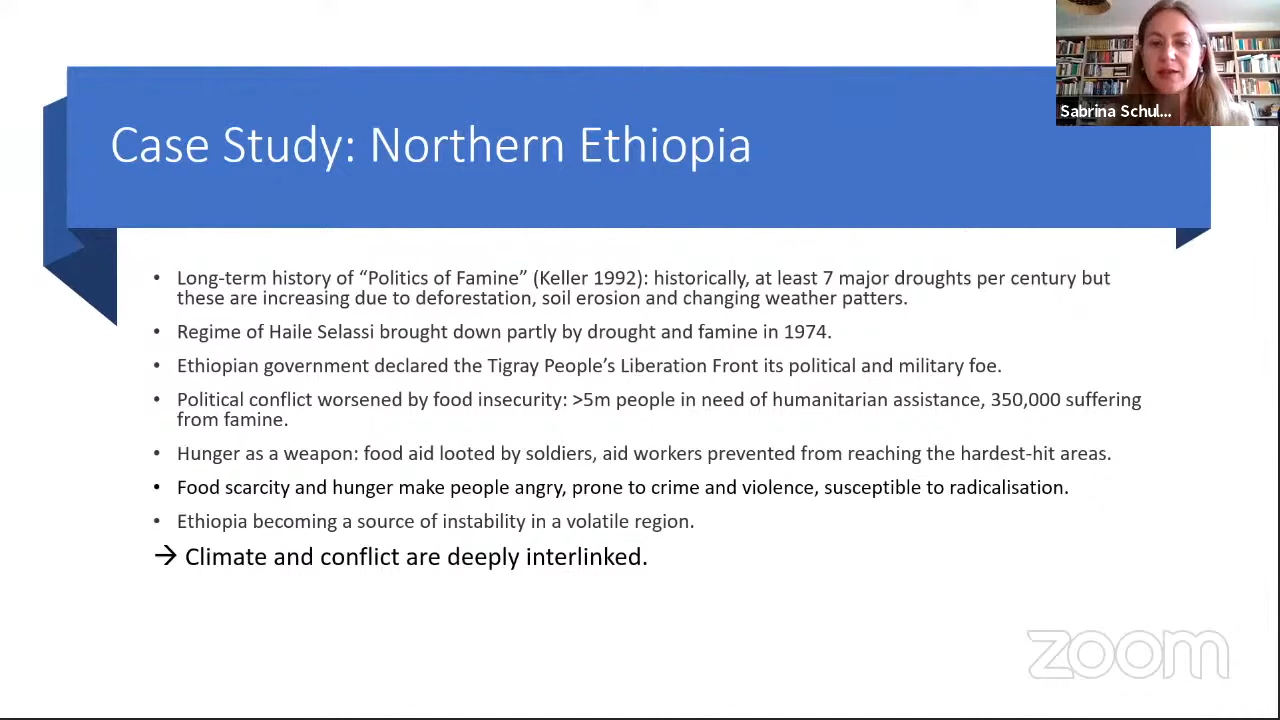 Sabrina Schul...
Case Study: Northern Ethiopia
• Long-term history of “Politics of Famine” (Keller 1992): historically, at least 7 major droughts per century but
these are increasing due to deforestation, soil erosion and changing weather patters.
• Regime of Haile Selassi brought down partly by drought and famine in 1974.
• Ethiopian government declared the Tigray People’s Liberation Front its political and military foe.
• Political conflict worsened by food insecurity: >5m people in need of humanitarian assistance, 350,000 suffering
from famine.
• Hunger as a weapon: food aid looted by soldiers, aid workers prevented from reaching the hardest-hit areas.
• Food scarcity and hunger make people angry, prone to crime and violence, susceptible to radicalisation.
• Ethiopia becoming a source of instability in a volatile region.
→ Climate and conflict are deeply interlinked.
zoom